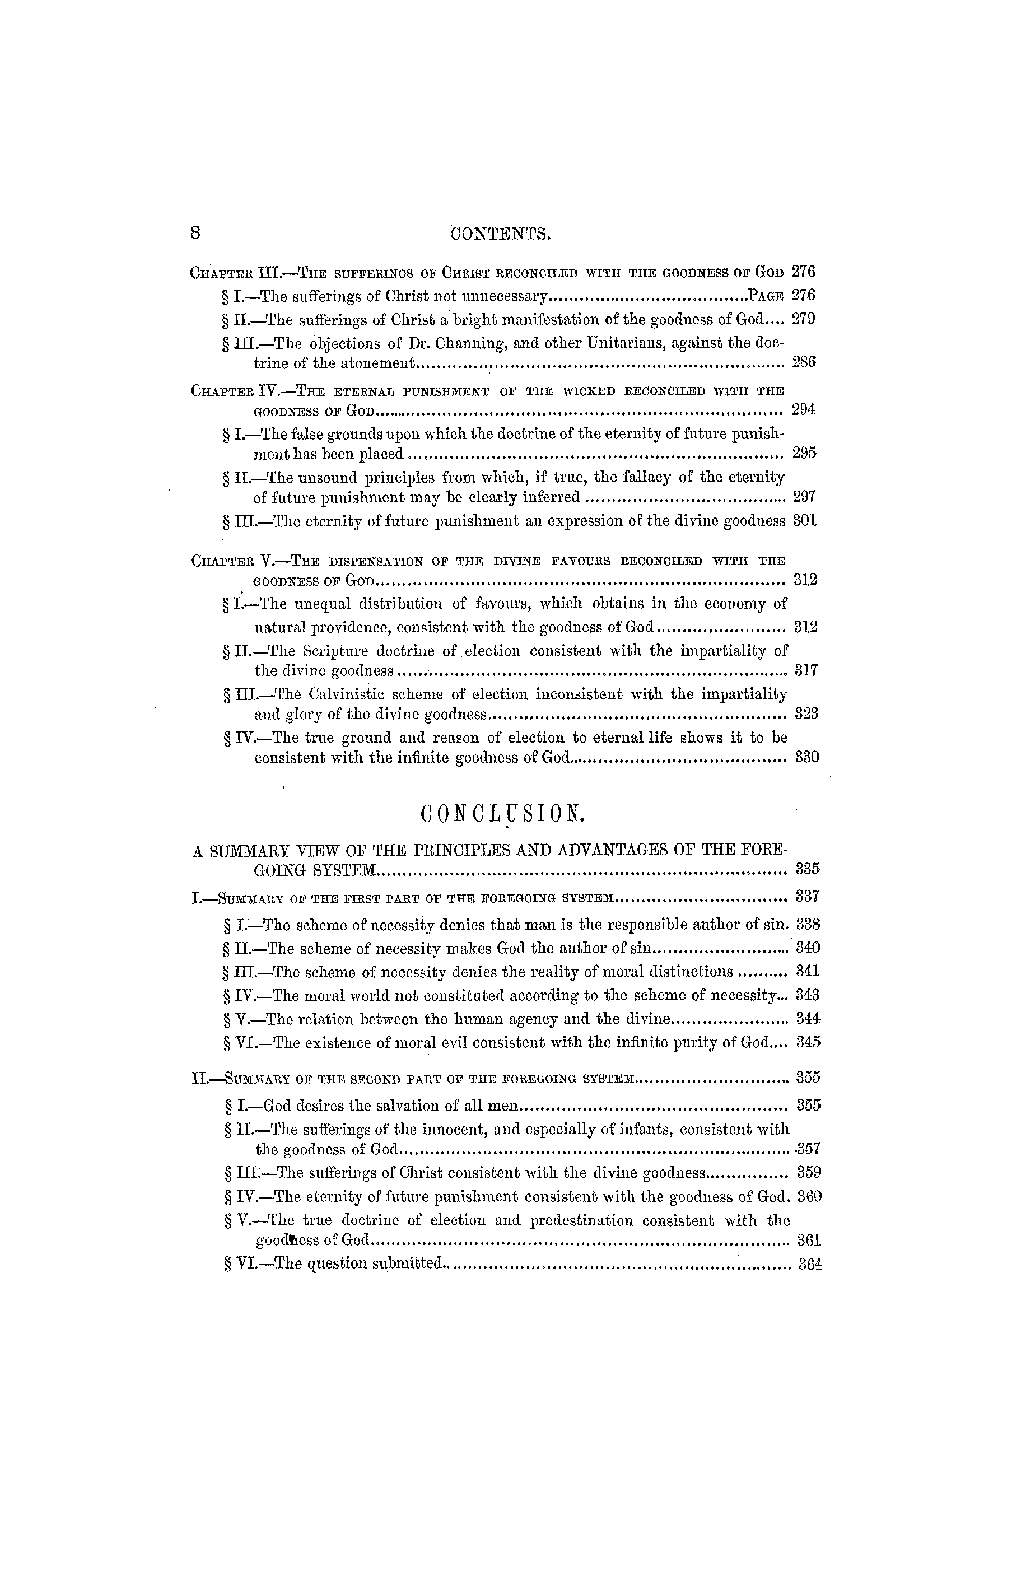 8 CONTENTS.
CHAPTER III.—THE SUFFERINGS OF CHRIST RECONCILED WITH THE GOODNESS OF GOD 276
§ I.—The sufferings of Christ not unnecessary......................................PAGE 276
§ II.—The sufferings of Christ a bright manifestation of the goodness of God.... 279
§ III.—The objections of Dr. Channing, and other Unitarians, against the doc-
trine of the atonement....................................................................... 286
CHAPTER IV.—THE ETERNAL PUNISHMENT OF THE WICKED RECONCILED WITH THE
GOODNESS OF GOD.............................................................................. 294
§ I.—The false grounds upon which the doctrine of the eternity of future punish-
ment has been placed........................................................................ 295
§ II.—The unsound principles from which, if true, the fallacy of the eternity
of future punishment may be clearly inferred ...................................... 297
§ III.—The eternity of future punishment an expression of the divine goodness 301
CHAPTER V.—THE DISPENSATION OF THE DIVINE FAVOURS RECONCILED WITH THE
GOODNESS OF GOD.............................................................................. 312
§ I.—The unequal distribution of favours, which obtains in the economy of
natural providence, consistent with the goodness of God......................... 312
§ II.—The Scripture doctrine of election consistent with the impartiality of
the divine goodness........................................................................... 317
§ III.—The Calvinistic scheme of election inconsistent with the impartiality
and glory of the divine goodness......................................................... 323
§ IV.—The true ground and reason of election to eternal life shows it to be
consistent with the infinite goodness of God......................................... 330
CONCLUSION.
A SUMMARY VIEW OF THE PRINCIPLES AND ADVANTAGES OF THE FORE-
GOING SYSTEM.............................................................................. 335
I.—SUMMARY OF THE FIRST PART OF THE FOREGOING SYSTEM................................. 337
§ I.—The scheme of necessity denies that man is the responsible author of sin. 338
§ II.—The scheme of necessity makes God the author of sin.......................... 340
§ III.—The scheme of necessity denies the reality of moral distinctions .......... 341
§ IV.—The moral world not constituted according to the scheme of necessity... 343
§ V.—The relation between the human agency and the divine....................... 344
§ VI.—The existence of moral evil consistent with the infinite purity of God.... 345
II.—SUMMARY OF THE SECOND PART OF THE FOREGOING SYSTEM............................. 355
§ I.—God desires the salvation of all men.................................................... 355
§ II.—The sufferings of the innocent, and especially of infants, consistent with
the goodness of God........................................................................... 357
§ III.—The sufferings of Christ consistent with the divine goodness................ 359
§ IV.—The eternity of future punishment consistent with the goodness of God. 360
§ V.—The true doctrine of election and predestination consistent with the
goodness of God................................................................................ 361
§ VI.—The question submitted................................................................... 364